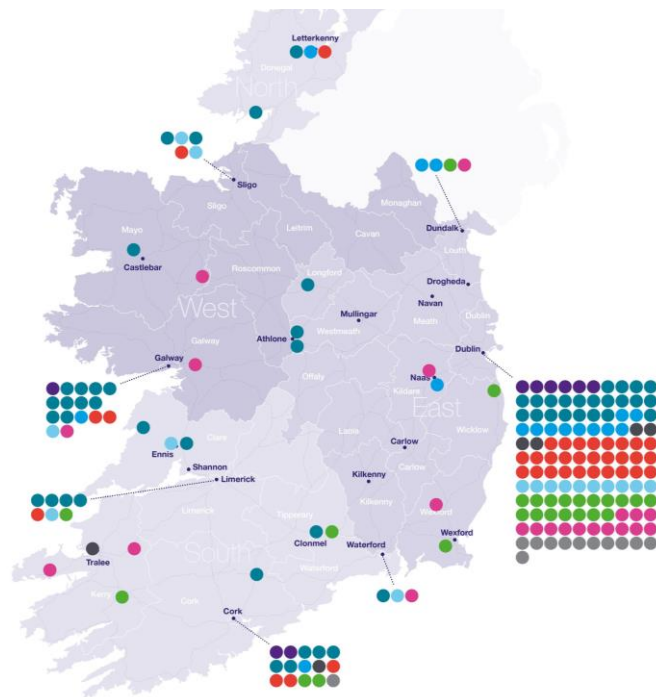 Letterkenny
Donegal
North
Sligo
Sligo
Leitrim
Monaghan
Cavan
Dundalk
Louth
Mayo
Castlebar
Roscommon
Longford
Drogheda
Navan
Meath
West
Mullingar
Westmeath
Dublin
Galway
Athlone
Dublin
Galway
Offaly
Naas
Kildare
East
Wicklow
Clare
Ennis
Laois
Carlow
Shannon
Limerick
Kilkenny
Carlow
Kilkenny
Limerick
Tipperary
Wexford
South
Clonmel
Waterford
Wexford
Tralee
Waterford
Kerry
Cork
Cork